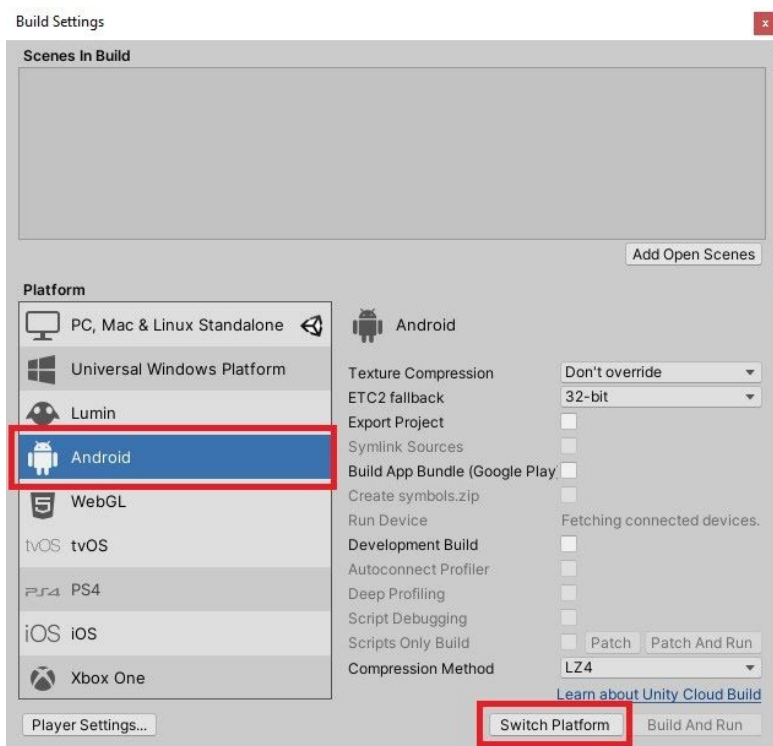 Build Settings
x
Scenes In Build
Add Open Scenes
Platform
PC, Mac & Linux Standalone
Universal Windows Platform
Lumin
Android
WebGL
tvOS tvOS
PS4 PS4
iOS iOS
Xbox One
Android
Texture Compression Don't override
ETC2 fallback 32-bit
Export Project
Symlink Sources
Build App Bundle (Google Play
Create symbols.zip
Run Device Fetching connected devices.
Development Build
Autoconnect Profiler
Deep Profiling
Script Debugging
Scripts Only Build Patch Patch And Run
Compression Method LZ4
Learn about Unity Cloud Build
Player Settings... Switch Platform Build And Run